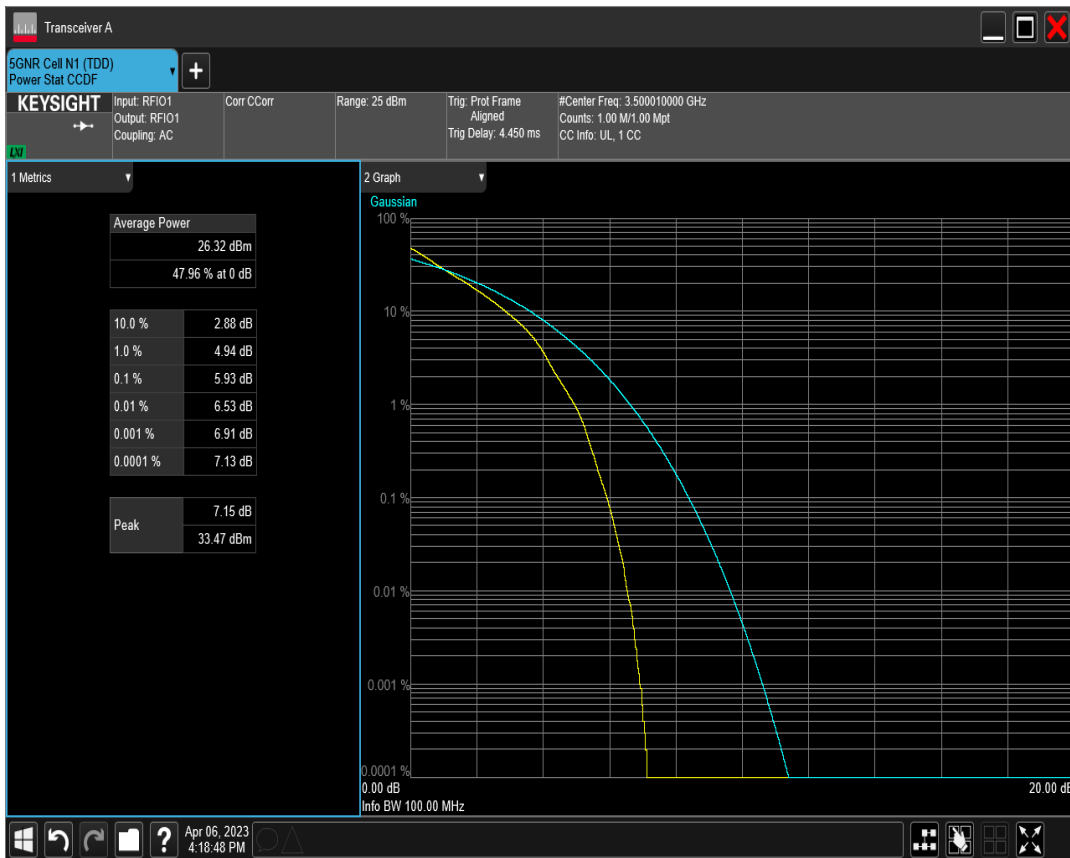 Transceiver A
5GNR Cell N1 (TDD)
Power Stat CCDF
KEYSIGHT
LXI
Input: RFIO1
Output: RFIO1
Coupling: AC
Corr CCorr
Range: 25 dBm
Trig: Prot Frame
Aligned
Trig Delay: 4.450 ms
#Center Freq: 3.500010000 GHz
Counts: 1.00 M/1.00 Mpt
CC Info: UL, 1 CC
1 Metrics
Average Power
26.32 dBm
47.96 % at 0 dB
10.0 % 2.88 dB
1.0 % 4.94 dB
0.1 % 5.93 dB
0.01 % 6.53 dB
0.001 % 6.91 dB
0.0001 % 7.13 dB
Peak
7.15 dB
33.47 dBm
2 Graph
Gaussian
100 %
10 %
1 %
0.1 %
0.01 %
0.001 %
0.0001 %
0.00 dB
20.00 dB
Info BW 100.00 MHz
?
Apr 06, 2023
4:18:48 PM